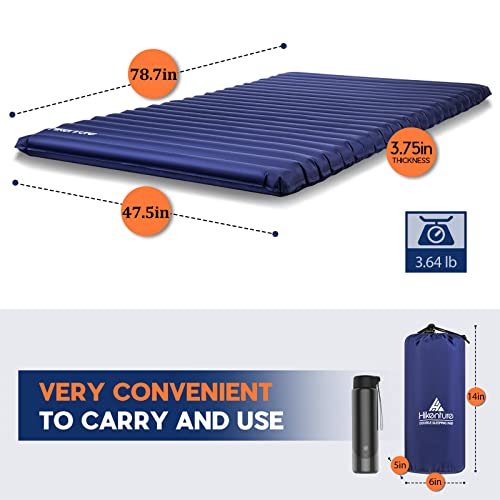 78.7in
Hikenture
3.75in
THICKNESS
47.5in
3.64 lb
VERY CONVENIENT
TO CARRY AND USE
14in
Hikenture
DOUBLE SLEEPING PAD
5in
6in